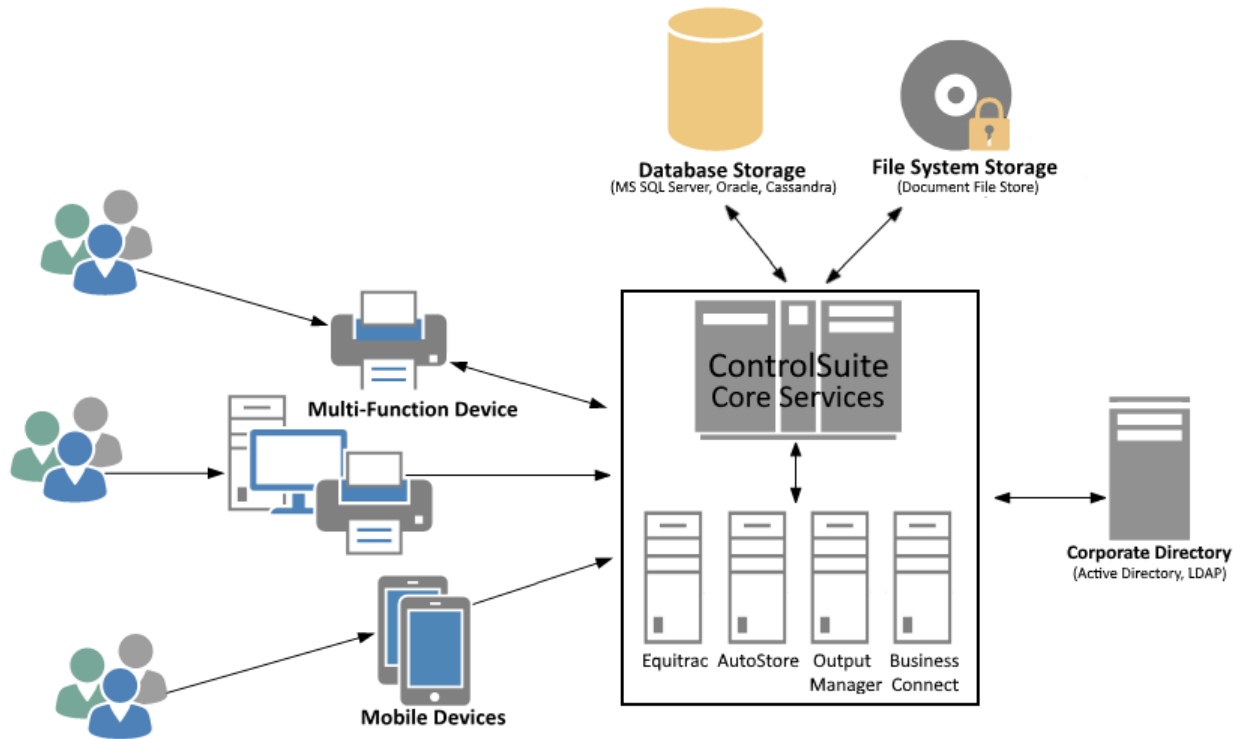 Database Storage
(MS SQL Server, Oracle, Cassandra)
File System Storage
(Document File Store)
Multi-Function Device
ControlSuite
Core Services
Corporate Directory
(Active Directory, LDAP)
Equitrac
AutoStore
Output
Manager
Business
Connect
Mobile Devices